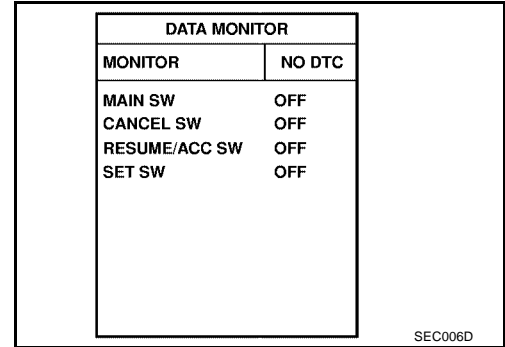 DATA MONITOR
MONITOR NO DTC
MAIN SW OFF
CANCEL SW OFF
RESUME/ACC SW OFF
SET SW OFF
SEC006D